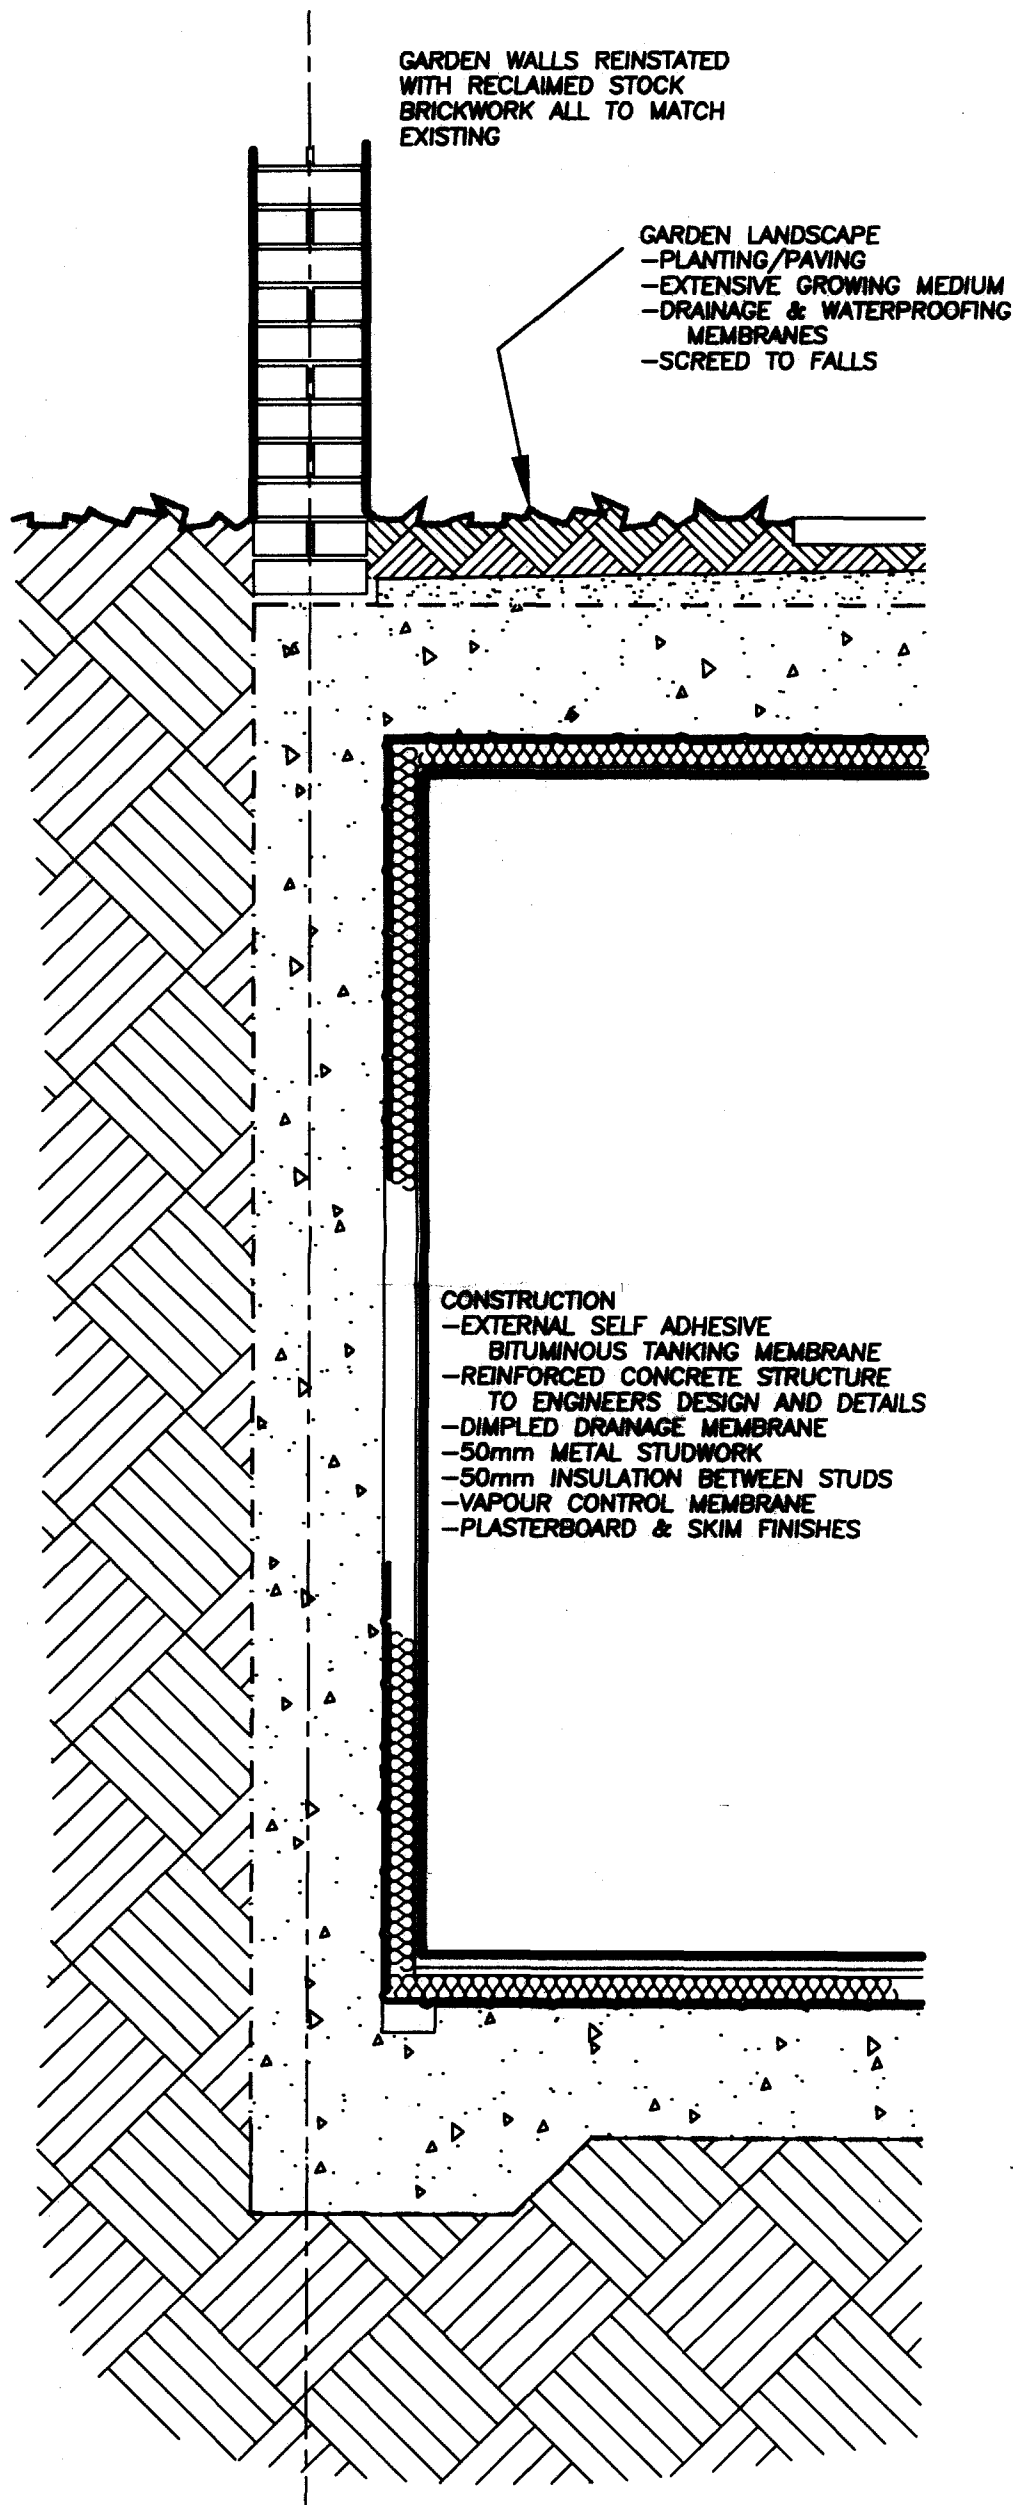 GARDEN WALLS REINSTATED
WITH RECLAIMED STOCK
BRICKWORK ALL TO MATCH
EXISTING
GARDEN LANDSCAPE
-PLANTING/PAVING
-EXTENSIVE GROWING MEDIUM
-DRAINAGE & WATERPROOFING
MEMBRANES
-SCREED TO FALLS
CONSTRUCTION
-EXTERNAL SELF ADHESIVE
BITUMINOUS TANKING MEMBRANE
-REINFORCED CONCRETE STRUCTURE
TO ENGINEERS DESIGN AND DETAILS
-DIMPLED DRAINAGE MEMBRANE
-50mm METAL STUDWORK
-50mm INSULATION BETWEEN STUDS
-VAPOUR CONTROL MEMBRANE
-PLASTERBOARD & SKIM FINISHES